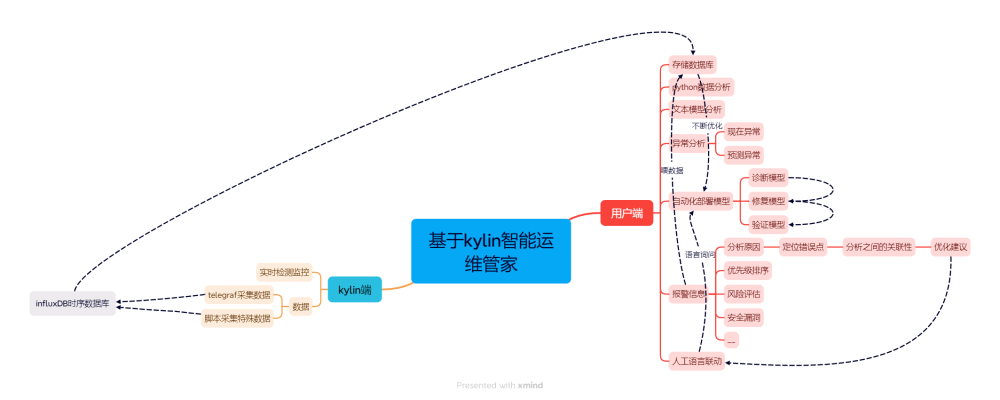 存储数据库
python数据分析
文本模型分析
不断优化
异常分析
现在异常
预测异常
喂数据
自动化部署模型
诊断模型
修复模型
验证模型
用户端
基于kylin智能运
维管家
语言询问
报警信息
分析原因
定位错误点
分析之间的关联性
优化建议
优先级排序
风险评估
安全漏洞
....
人工语言联动
kylin端
实时检测监控
数据
telegraf采集数据
脚本采集特殊数据
influxDB时序数据库
Presented with xmind